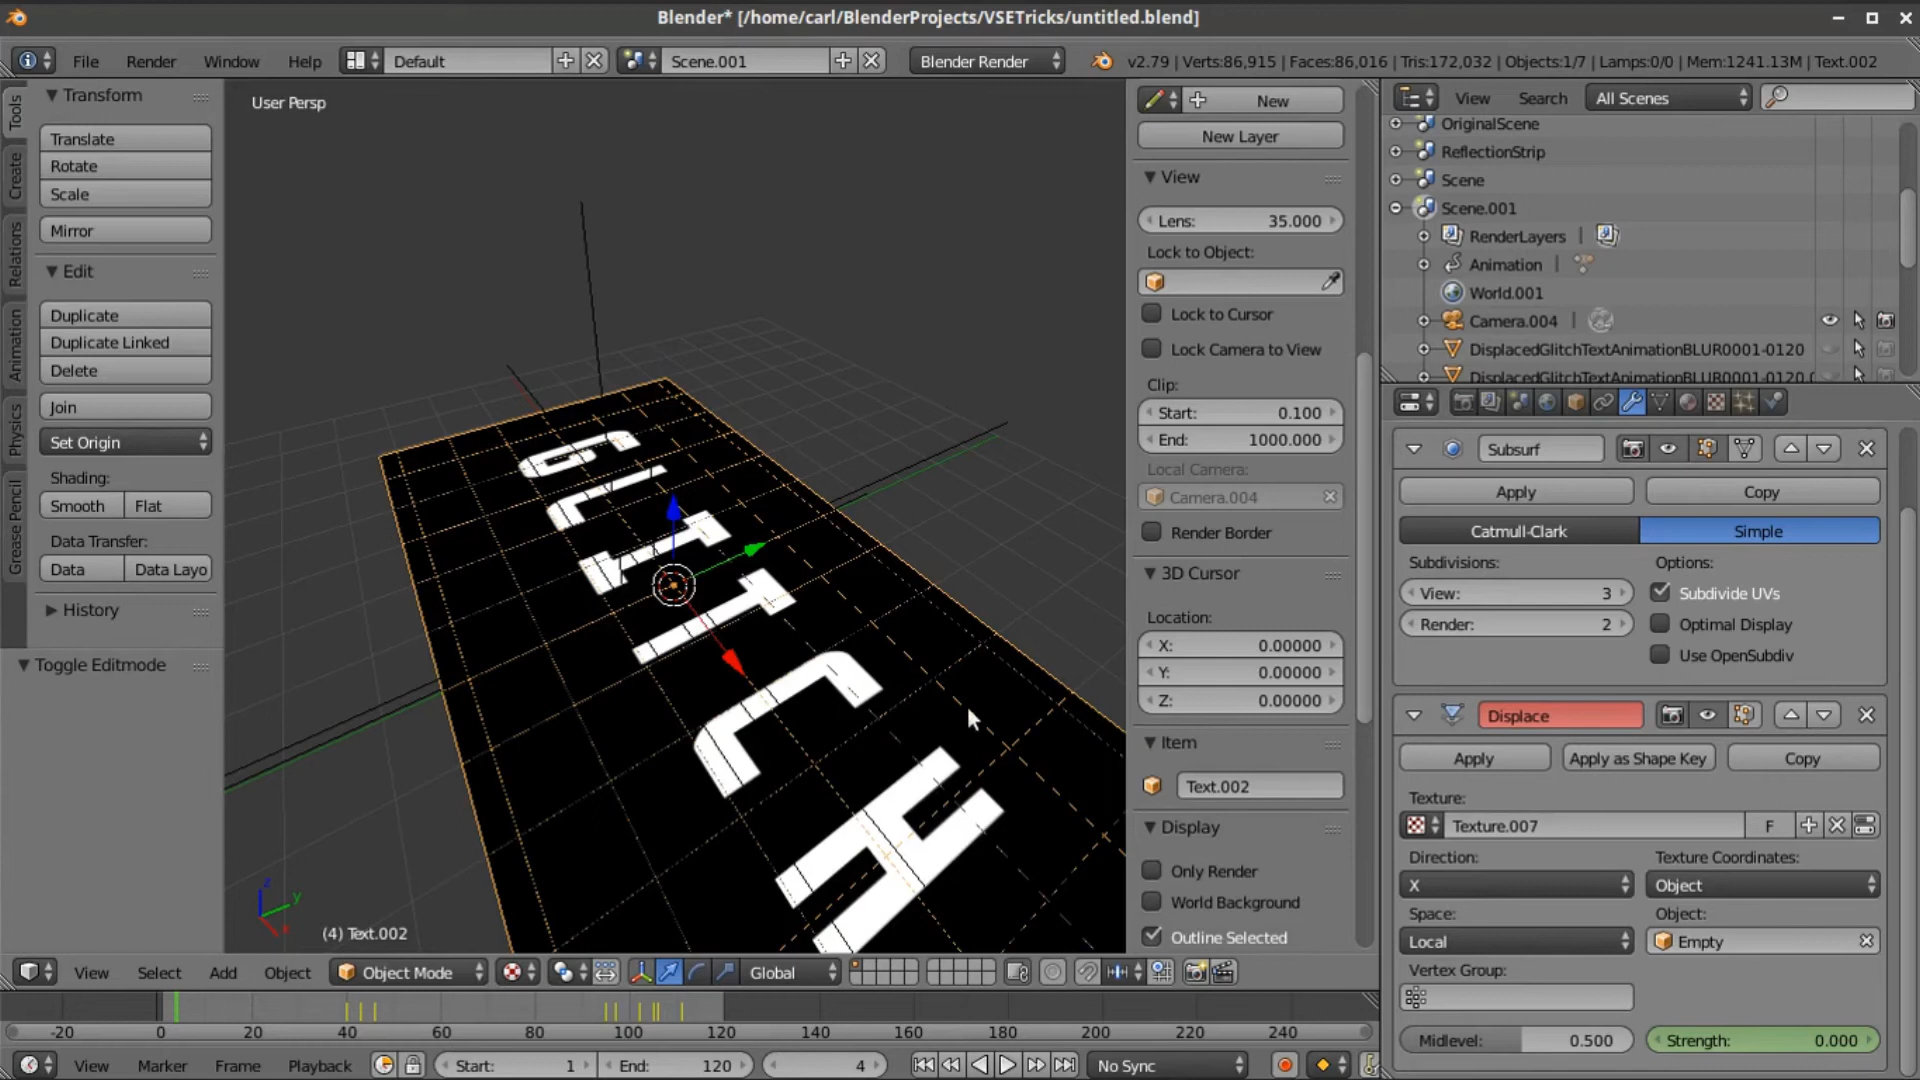 Blender* [/home/carl/BlenderProjects/VSETricks/untitled.blend]
File Render Window Help Default Scene.001 Blender Render v2.79 | Verts:86,915 | Faces:86,016 | Tris:172,032 | Objects:1/7 | Lamps:0/0 | Mem:1241.13M | Text.002
Tools
Create
Relations
Animation
Physics
Grease Pencil
Transform
Translate
Rotate
Scale
Mirror
Edit
Duplicate
Duplicate Linked
Delete
Join
Set Origin
Shading:
Smooth Flat
Data Transfer:
Data Data Layo
History
Toggle Editmode
User Persp
GLITCH
z
y
x
(4) Text.002
New
New Layer
View
Lens: 35.000
Lock to Object:
Lock to Cursor
Lock Camera to View
Clip:
Start: 0.100
End: 1000.000
Local Camera:
Camera.004
Render Border
3D Cursor
Location:
X: 0.00000
Y: 0.00000
Z: 0.00000
Item
Text.002
Display
Only Render
World Background
Outline Selected
View Search All Scenes
OriginalScene
ReflectionStrip
Scene
Scene.001
RenderLayers |
Animation |
World.001
Camera.004 |
DisplacedGlitchTextAnimationBLUR0001-0120
DisplacedGlitchTextAnimationBLUR0001-0120.0
Subsurf
Apply Copy
Catmull-Clark Simple
Subdivisions: Options:
View: 3 Subdivide UVs
Render: 2 Optimal Display
Use OpenSubdiv
Displace
Apply Apply as Shape Key Copy
Texture:
Texture.007 F
Direction: Texture Coordinates:
X Object
Space: Object:
Local Empty
Vertex Group:
Midlevel: 0.500 Strength: 0.000
View Select Add Object Object Mode Global
-20 0 20 40 60 80 100 120 140 160 180 200 220 240
View Marker Frame Playback Start: 1 End: 120 4 No Sync